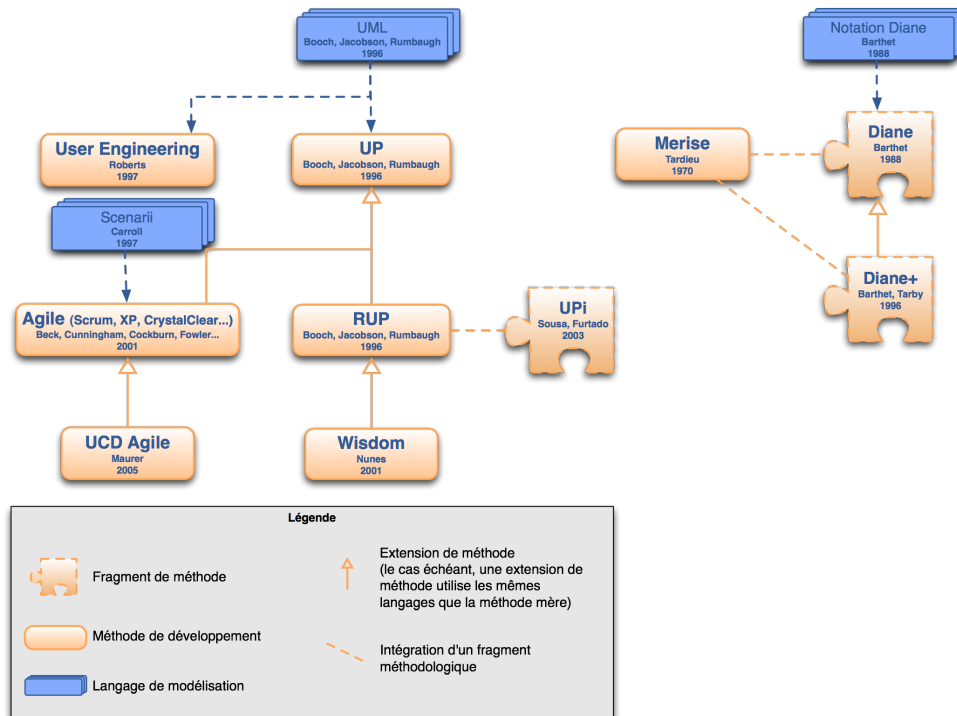 UML
Booch, Jacobson, Rumbaugh
1996
Notation Diane
Barthet
1988
User Engineering
Roberts
1997
UP
Booch, Jacobson, Rumbaugh
1996
Merise
Tardieu
1970
Diane
Barthet
1988
Scenarii
Carroll
1997
Agile (Scrum, XP, CrystalClear...)
Beck, Cunningham, Cockburn, Fowler...
2001
RUP
Booch, Jacobson, Rumbaugh
1996
UPi
Sousa, Furtado
2003
Diane+
Barthet, Tarby
1996
UCD Agile
Maurer
2005
Wisdom
Nunes
2001
Légende
Fragment de méthode
Méthode de développement
Langage de modélisation
Extension de méthode
(le cas échéant, une extension de
méthode utilise les mêmes
langages que la méthode mère)
Intégration d'un fragment
méthodologique